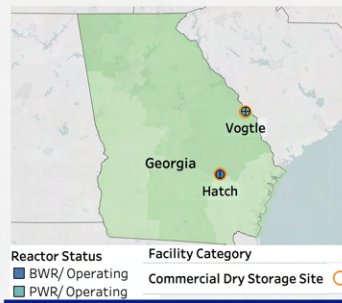 Vogtle
Georgia
Hatch
Reactor Status
BWR/ Operating
PWR/ Operating
Facility Category
Commercial Dry Storage Site